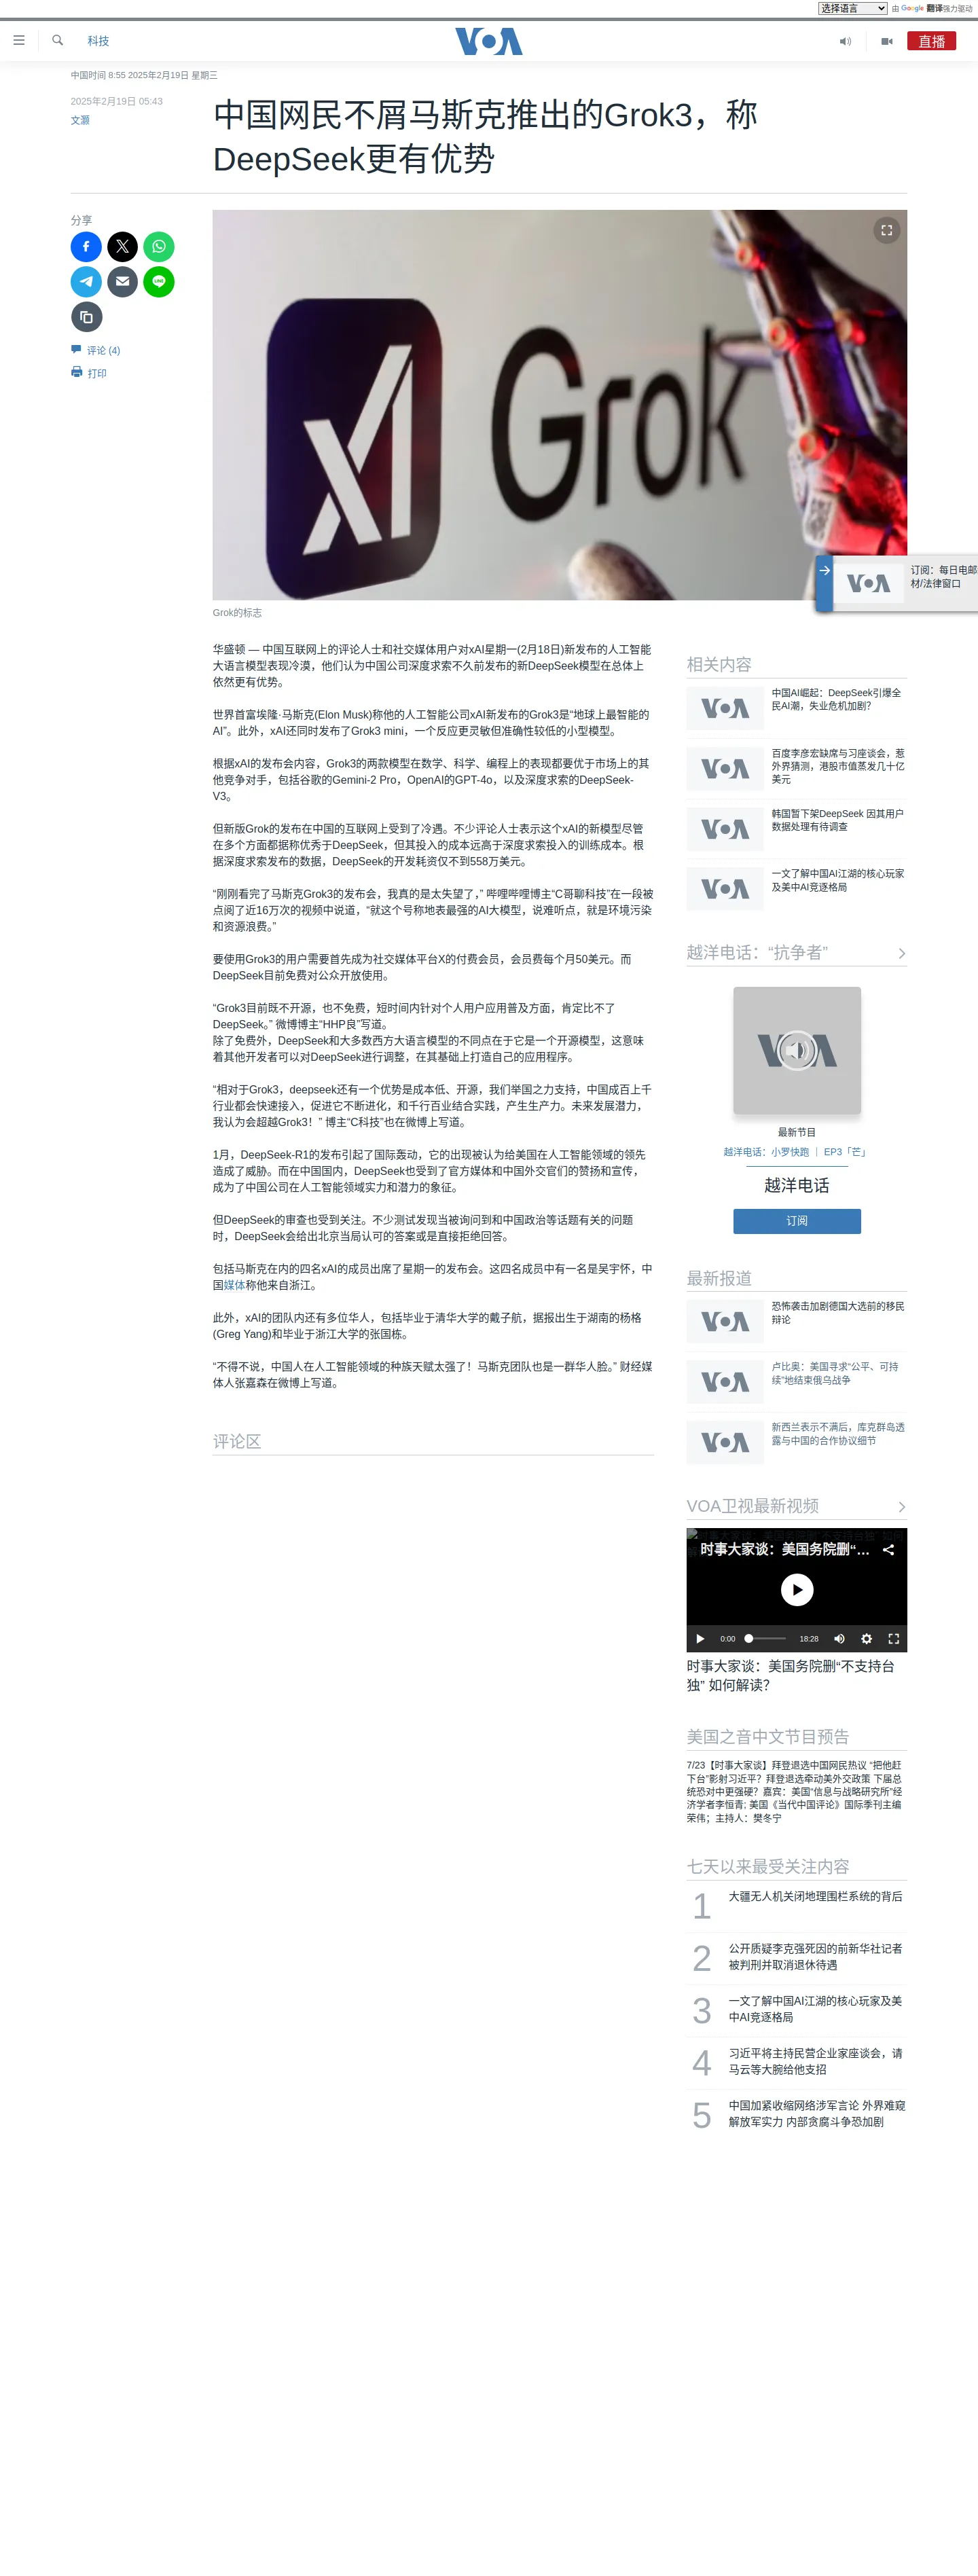 选择语言
由 Google 翻译强力驱动
科技
VOA
直播
中国时间 8:55 2025年2月19日 星期三
2025年2月19日 05:43
文灏
中国网民不屑马斯克推出的Grok3，称
DeepSeek更有优势
分享
评论 (4)
打印
xI
Grok
Grok的标志
VOA
订阅：每日电邮
材/法律窗口
华盛顿 — 中国互联网上的评论人士和社交媒体用户对xAI星期一(2月18日)新发布的人工智能
大语言模型表现冷漠，他们认为中国公司深度求索不久前发布的新DeepSeek模型在总体上
依然更有优势。
世界首富埃隆·马斯克(Elon Musk)称他的人工智能公司xAI新发布的Grok3是“地球上最智能的
AI”。此外，xAI还同时发布了Grok3 mini，一个反应更灵敏但准确性较低的小型模型。
根据xAI的发布会内容，Grok3的两款模型在数学、科学、编程上的表现都要优于市场上的其
他竞争对手，包括谷歌的Gemini-2 Pro，OpenAI的GPT-4o，以及深度求索的DeepSeek-
V3。
但新版Grok的发布在中国的互联网上受到了冷遇。不少评论人士表示这个xAI的新模型尽管
在多个方面都据称优秀于DeepSeek，但其投入的成本远高于深度求索投入的训练成本。根
据深度求索发布的数据，DeepSeek的开发耗资仅不到558万美元。
“刚刚看完了马斯克Grok3的发布会，我真的是太失望了，” 哔哩哔哩博主“C哥聊科技”在一段被
点阅了近16万次的视频中说道，“就这个号称地表最强的AI大模型，说难听点，就是环境污染
和资源浪费。”
要使用Grok3的用户需要首先成为社交媒体平台X的付费会员，会员费每个月50美元。而
DeepSeek目前免费对公众开放使用。
“Grok3目前既不开源，也不免费，短时间内针对个人用户应用普及方面，肯定比不了
DeepSeek。” 微博博主“HHP良”写道。
除了免费外，DeepSeek和大多数西方大语言模型的不同点在于它是一个开源模型，这意味
着其他开发者可以对DeepSeek进行调整，在其基础上打造自己的应用程序。
“相对于Grok3，deepseek还有一个优势是成本低、开源，我们举国之力支持，中国成百上千
行业都会快速接入，促进它不断进化，和千行百业结合实践，产生生产力。未来发展潜力，
我认为会超越Grok3！” 博主“C科技”也在微博上写道。
1月，DeepSeek-R1的发布引起了国际轰动，它的出现被认为给美国在人工智能领域的领先
造成了威胁。而在中国国内，DeepSeek也受到了官方媒体和中国外交官们的赞扬和宣传，
成为了中国公司在人工智能领域实力和潜力的象征。
但DeepSeek的审查也受到关注。不少测试发现当被询问到和中国政治等话题有关的问题
时，DeepSeek会给出北京当局认可的答案或是直接拒绝回答。
包括马斯克在内的四名xAI的成员出席了星期一的发布会。这四名成员中有一名是吴宇怀，中
国媒体称他来自浙江。
此外，xAI的团队内还有多位华人，包括毕业于清华大学的戴子航，据报出生于湖南的杨格
(Greg Yang)和毕业于浙江大学的张国栋。
“不得不说，中国人在人工智能领域的种族天赋太强了！马斯克团队也是一群华人脸。” 财经媒
体人张嘉森在微博上写道。
评论区
相关内容
VOA
中国AI崛起：DeepSeek引爆全
民AI潮，失业危机加剧？
VOA
百度李彦宏缺席与习座谈会，惹
外界猜测，港股市值蒸发几十亿
美元
VOA
韩国暂下架DeepSeek 因其用户
数据处理有待调查
VOA
一文了解中国AI江湖的核心玩家
及美中AI竞逐格局
越洋电话：“抗争者”
VOA
最新节目
越洋电话：小罗快跑 ｜ EP3「芒」
越洋电话
订阅
最新报道
VOA
恐怖袭击加剧德国大选前的移民
辩论
VOA
卢比奥：美国寻求“公平、可持
续”地结束俄乌战争
VOA
新西兰表示不满后，库克群岛透
露与中国的合作协议细节
VOA卫视最新视频
时事大家谈：美国务院删“...
0:00
18:28
时事大家谈：美国务院删“不支持台
独” 如何解读？
美国之音中文节目预告
7/23【时事大家谈】拜登退选中国网民热议 “把他赶
下台”影射习近平？拜登退选牵动美外交政策 下届总
统恐对中更强硬？嘉宾：美国“信息与战略研究所”经
济学者李恒青; 美国《当代中国评论》国际季刊主编
荣伟；主持人：樊冬宁
七天以来最受关注内容
1
大疆无人机关闭地理围栏系统的背后
2
公开质疑李克强死因的前新华社记者
被判刑并取消退休待遇
3
一文了解中国AI江湖的核心玩家及美
中AI竞逐格局
4
习近平将主持民营企业家座谈会，请
马云等大腕给他支招
5
中国加紧收缩网络涉军言论 外界难窥
解放军实力 内部贪腐斗争恐加剧